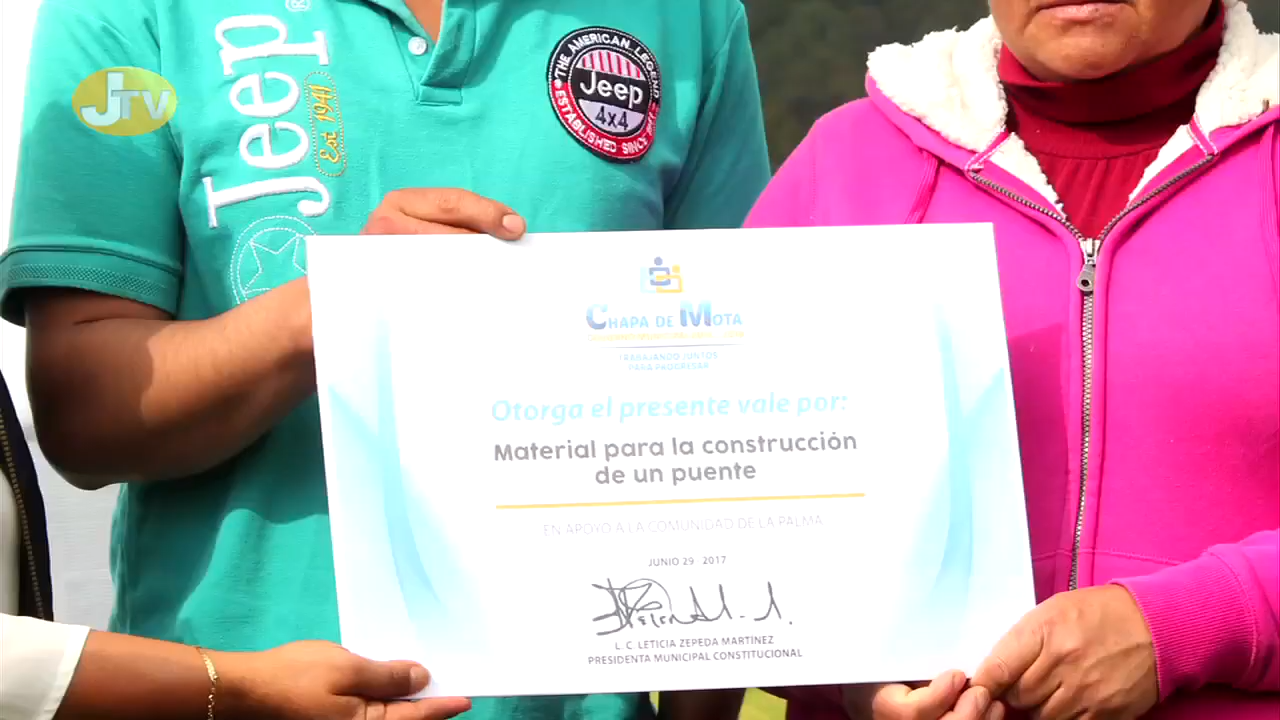 JTV
Jeep
®
Est 1941
THE AMERICAN LEGEND
Jeep
4x4
ESTABLISHED SINCE
CHAPA DE MOTA
TRABAJANDO JUNTOS
PARA PROGRESAR
Otorga el presente vale por:
Material para la construcción
de un puente
EN APOYO A LA COMUNIDAD DE LA PALMA
JUNIO 29 - 2017
L. C. LETICIA ZEPEDA MARTÍNEZ
PRESIDENTA MUNICIPAL CONSTITUCIONAL